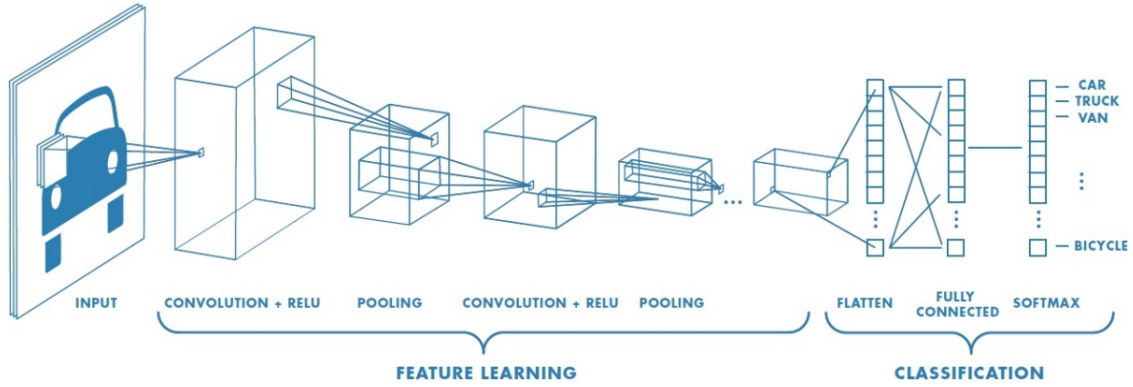 CAR
TRUCK
VAN
BICYCLE
INPUT
CONVOLUTION + RELU
POOLING
CONVOLUTION + RELU
POOLING
FLATTEN
FULLY
CONNECTED
SOFTMAX
FEATURE LEARNING
CLASSIFICATION